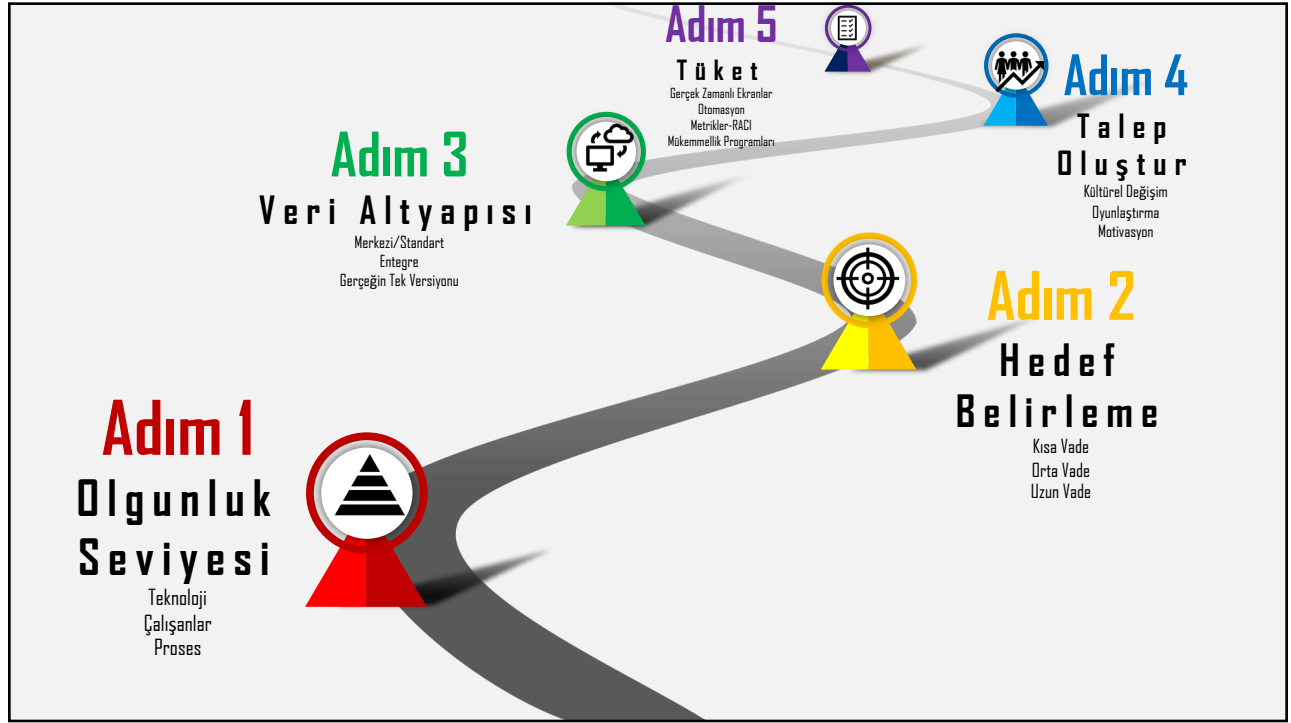 Adım 1
Olgunluk
Seviyesi
Teknoloji
Çalışanlar
Proses
Adım 2
Hedef
Belirleme
Kısa Vade
Orta Vade
Uzun Vade
Adım 3
Veri Altyapısı
Merkezi/Standart
Entegre
Gerçeğin Tek Versiyonu
Adım 4
Talep
Oluştur
Kültürel Değişim
Oyunlaştırma
Motivasyon
Adım 5
Tüket
Gerçek Zamanlı Ekranlar
Otomasyon
Metrikler-RACI
Mükemmellik Programları